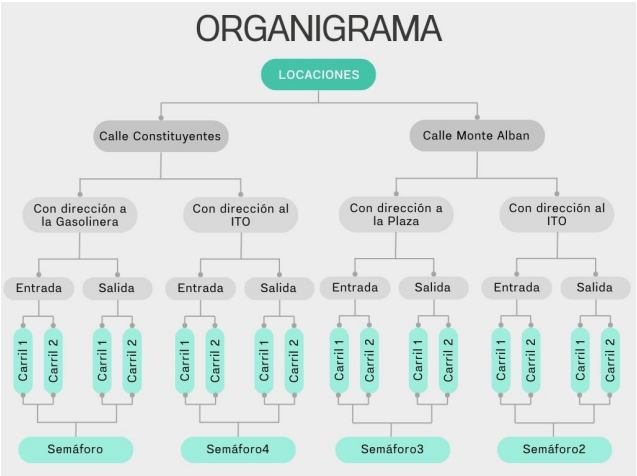 ORGANIGRAMA
LOCACIONES
Calle Constituyentes
Calle Monte Alban
Con dirección a
la Gasolinera
Con dirección al
ITO
Con dirección a
la Plaza
Con dirección al
ITO
Entrada
Salida
Entrada
Salida
Entrada
Salida
Entrada
Salida
Carril 1
Carril 2
Carril 1
Carril 2
Carril 1
Carril 2
Carril 1
Carril 2
Carril 1
Carril 2
Carril 1
Carril 2
Carril 1
Carril 2
Carril 1
Carril 2
Semáforo
Semáforo4
Semáforo3
Semáforo2